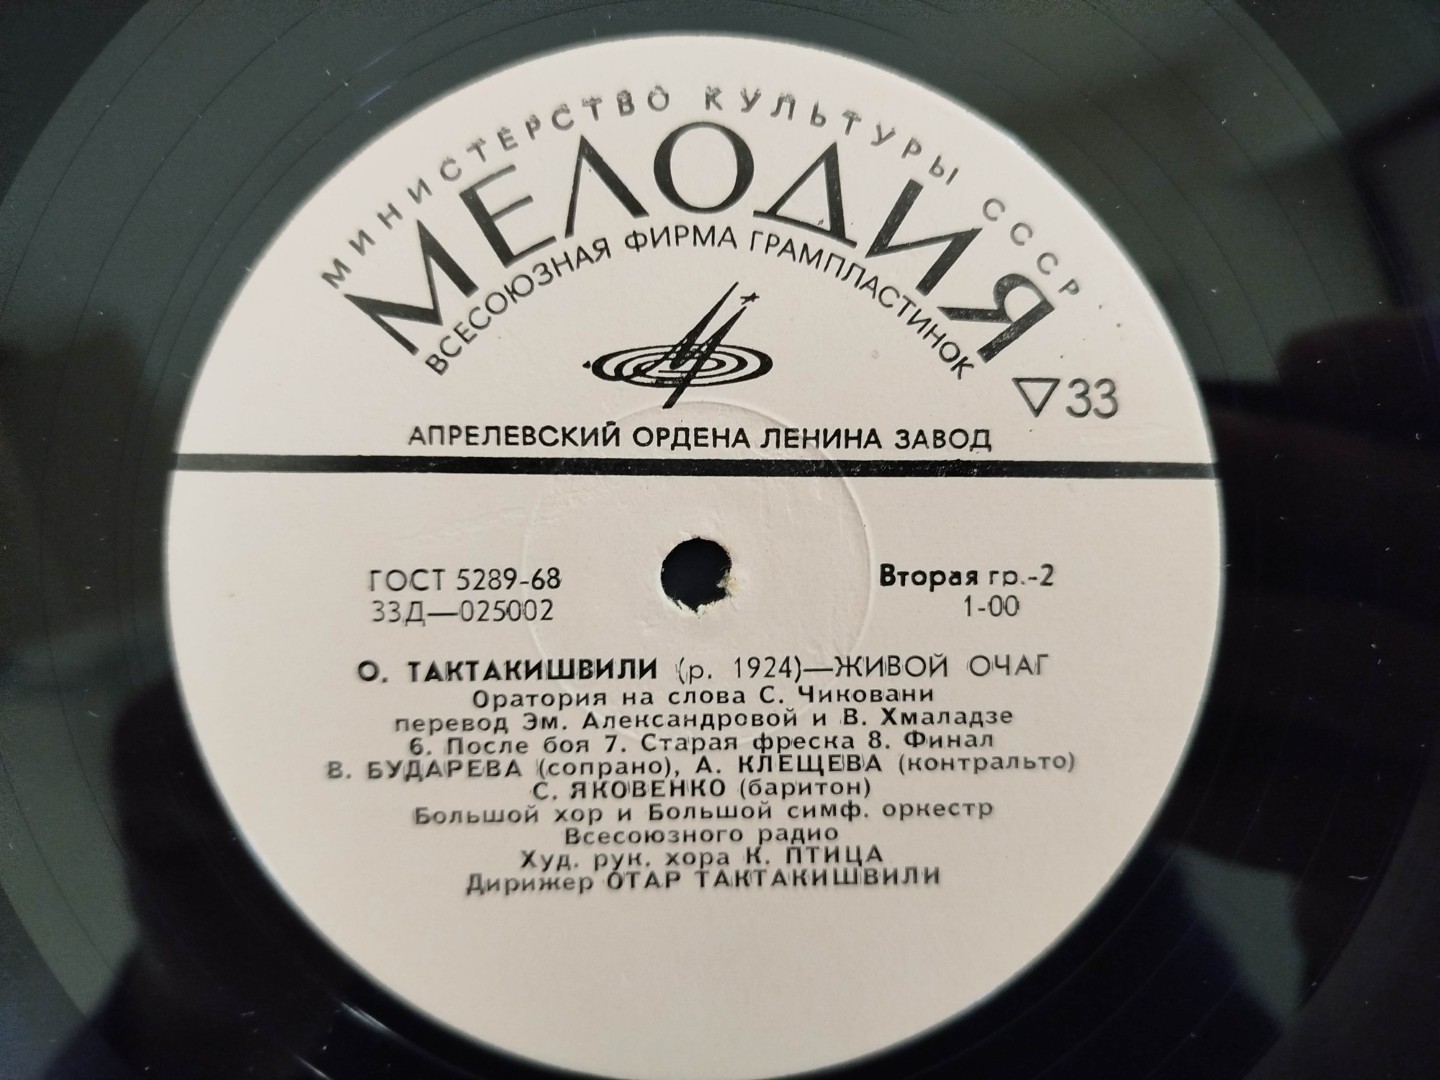 МИНИСТЕРСТВО КУЛЬТУРЫ СССР
МЕЛОДИЯ
ВСЕСОЮЗНАЯ ФИРМА ГРАМПЛАСТИНОК
▽33
АПРЕЛЕВСКИЙ ОРДЕНА ЛЕНИНА ЗАВОД
ГОСТ 5289-68
33Д—025002
Вторая гр.-2
1-00
О. ТАКТАКИШВИЛИ (р. 1924)—ЖИВОЙ ОЧАГ
Оратория на слова С. Чиковани
перевод Эм. Александровой и В. Хмаладзе
6. После боя 7. Старая фреска 8. Финал
В. БУДАРЕВА (сопрано), А. КЛЕЩЕВА (контральто)
С. ЯКОВЕНКО (баритон)
Большой хор и Большой симф. оркестр
Всесоюзного радио
Худ. рук. хора К. ПТИЦА
Дирижер ОТАР ТАКТАКИШВИЛИ